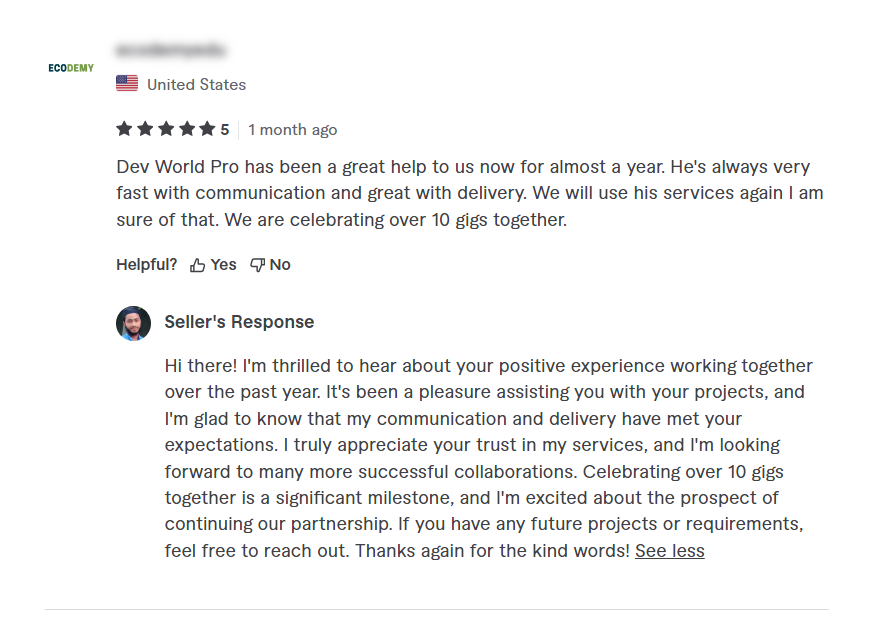 ECODEMY
United States
5 1 month ago
Dev World Pro has been a great help to us now for almost a year. He's always very
fast with communication and great with delivery. We will use his services again I am
sure of that. We are celebrating over 10 gigs together.
Helpful? Yes No
Seller's Response
Hi there! I'm thrilled to hear about your positive experience working together
over the past year. It's been a pleasure assisting you with your projects, and
I'm glad to know that my communication and delivery have met your
expectations. I truly appreciate your trust in my services, and I'm looking
forward to many more successful collaborations. Celebrating over 10 gigs
together is a significant milestone, and I'm excited about the prospect of
continuing our partnership. If you have any future projects or requirements,
feel free to reach out. Thanks again for the kind words! See less